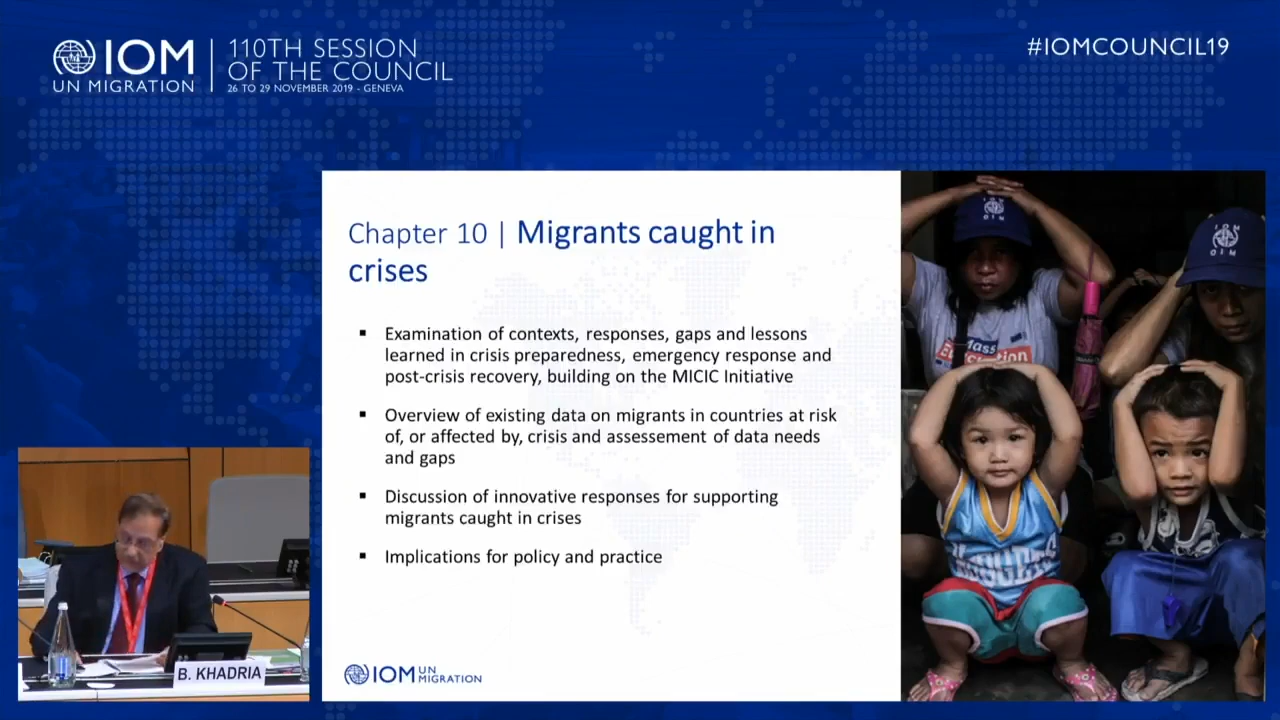 IOM
UN MIGRATION
110TH SESSION
OF THE COUNCIL
26 TO 29 NOVEMBER 2019 - GENEVA
#IOMCOUNCIL19
Chapter 10 | Migrants caught in
crises
▪ Examination of contexts, responses, gaps and lessons
learned in crisis preparedness, emergency response and
post-crisis recovery, building on the MICIC Initiative
▪ Overview of existing data on migrants in countries at risk
of, or affected by, crisis and assessment of data needs
and gaps
▪ Discussion of innovative responses for supporting
migrants caught in crises
▪ Implications for policy and practice
IOM UN
MIGRATION
B. KHADRIA
IOM
OIM
IOM
OIM
Mass